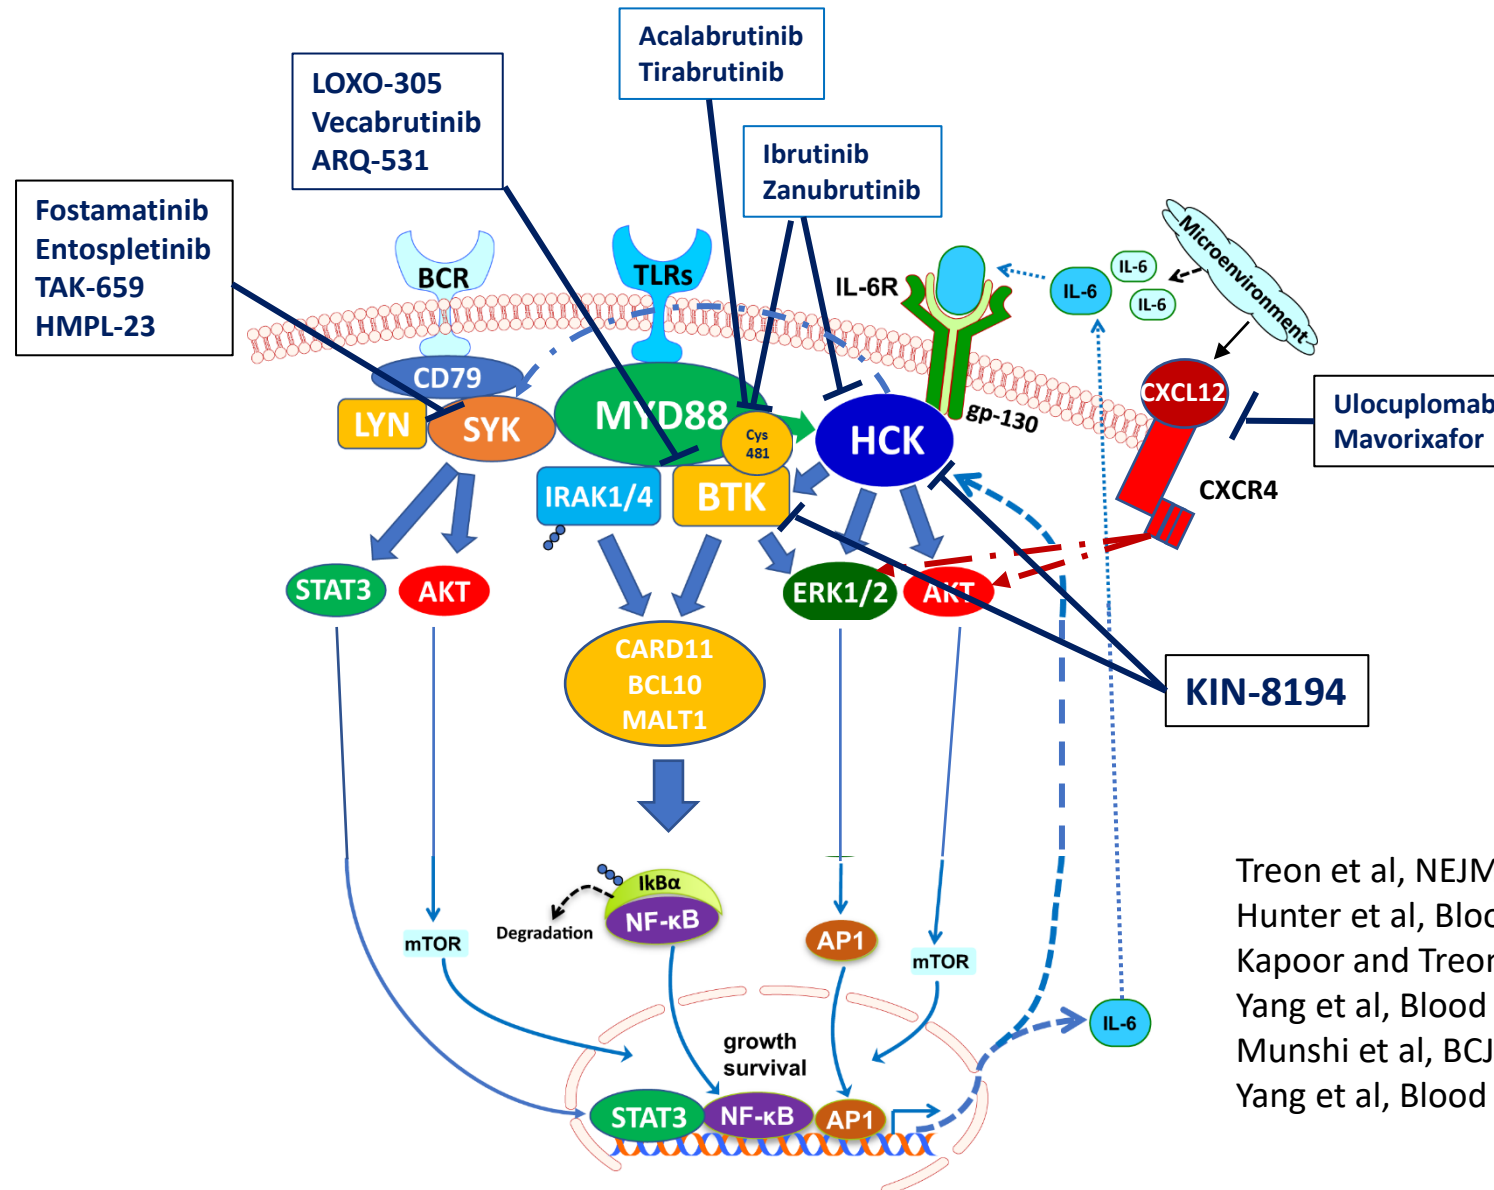 Acalabrutinib
Tirabrutinib
LOXO-305
Vecabrutinib
ARQ-531
Ibrutinib
Zanubrutinib
Fostamatinib
Entospletinib
TAK-659
HMPL-23
Microenvironment
BCR
TLRs
IL-6R
IL-6
IL-6
IL-6
CD79
LYN
SYK
MYD88
Cys
481
HCK
gp-130
CXCL12
Ulocuplomab
Mavorixafor
CXCR4
IRAK1/4
BTK
STAT3
AKT
ERK1/2
AKT
CARD11
BCL10
MALT1
KIN-8194
IkBα
NF-κB
Degradation
mTOR
AP1
mTOR
IL-6
growth
survival
STAT3
NF-κB
AP1
Treon et al, NEJM
Hunter et al, Bloo
Kapoor and Treon
Yang et al, Blood
Munshi et al, BCJ
Yang et al, Blood